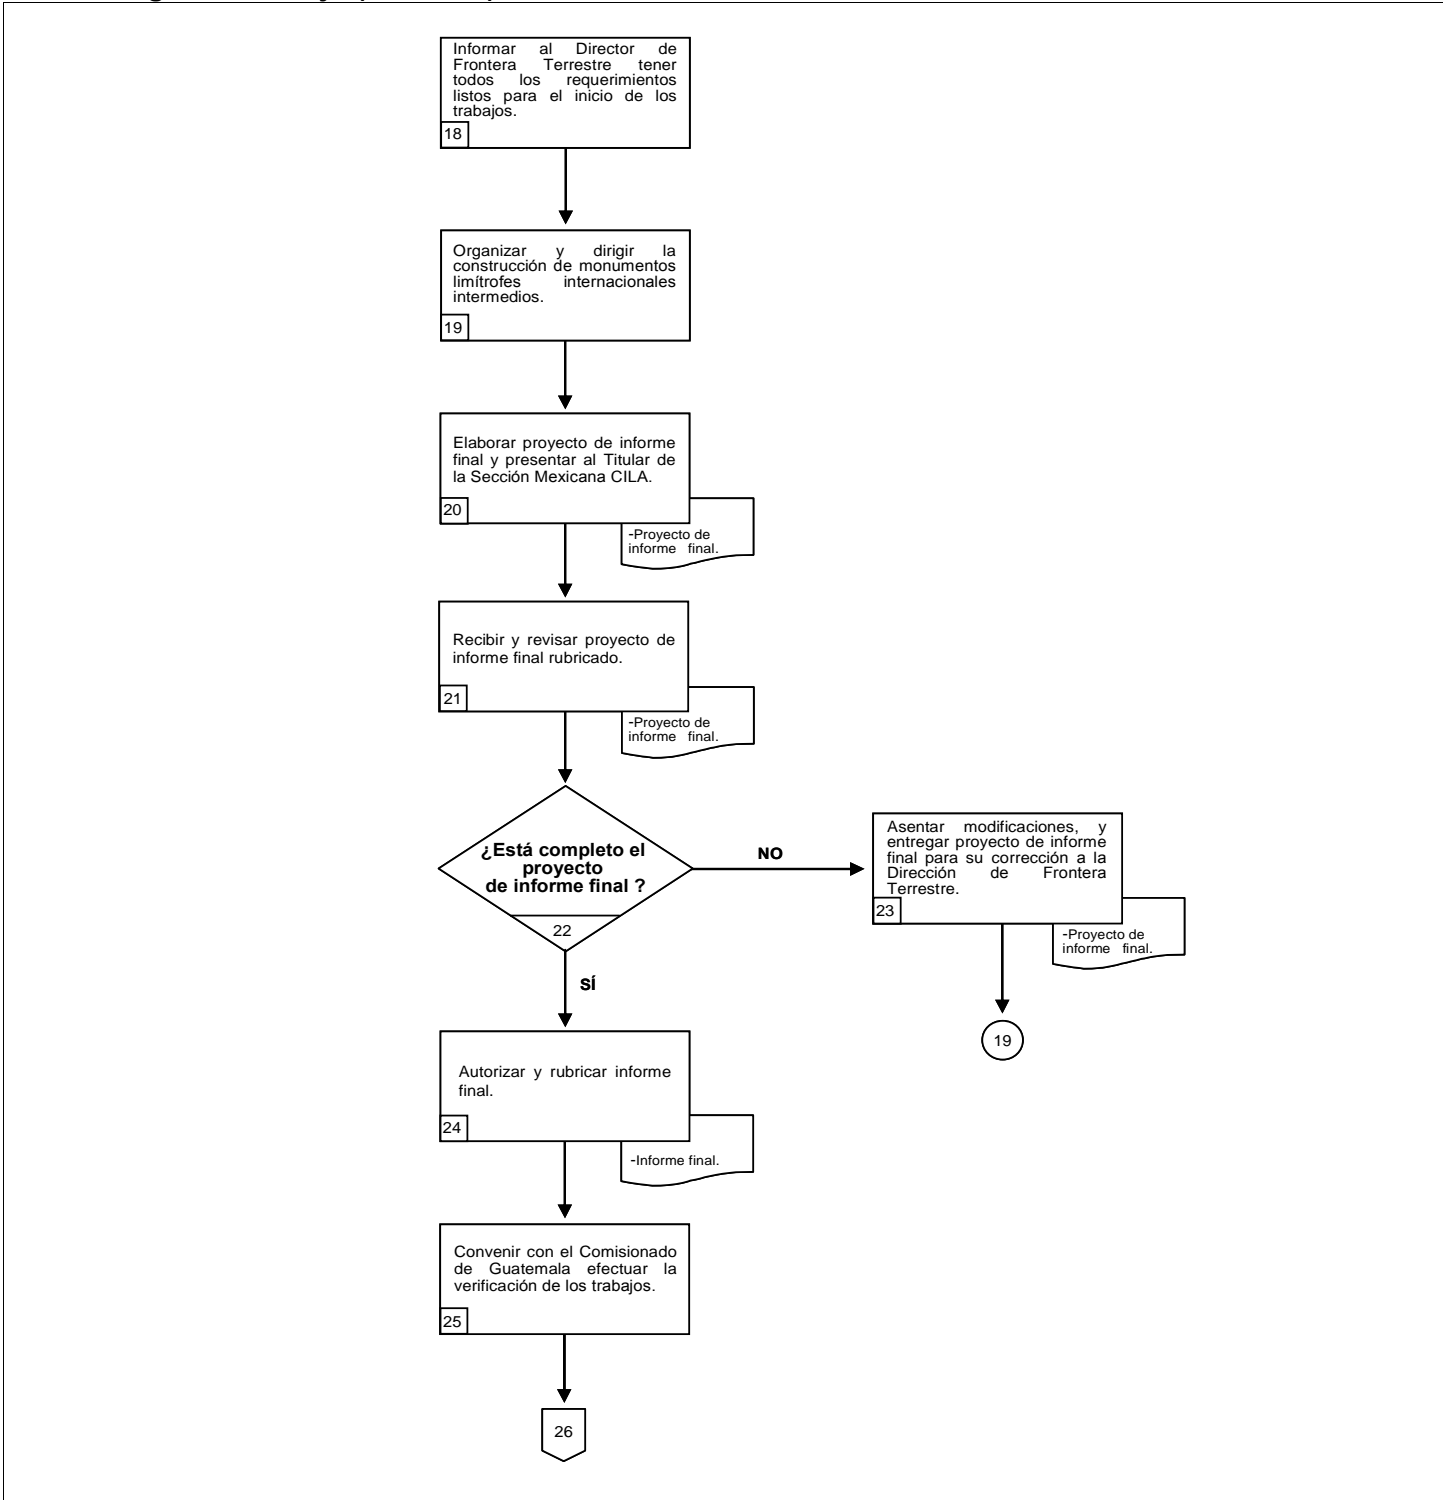 Informar al Director de
Frontera Terrestre tener
todos los requerimientos
listos para el inicio de los
trabajos.
18
Organizar y dirigir la
construcción de monumentos
limítrofes internacionales
intermedios.
19
Elaborar proyecto de informe
final y presentar al Titular de
la Sección Mexicana CILA.
20
-Proyecto de
informe final.
Recibir y revisar proyecto de
informe final rubricado.
21
-Proyecto de
informe final.
¿Está completo el
proyecto
de informe final ?
22
NO
Asentar modificaciones, y
entregar proyecto de informe
final para su corrección a la
Dirección de Frontera
Terrestre.
23
-Proyecto de
informe final.
19
SÍ
Autorizar y rubricar informe
final.
24
-Informe final.
Convenir con el Comisionado
de Guatemala efectuar la
verificación de los trabajos.
25
26